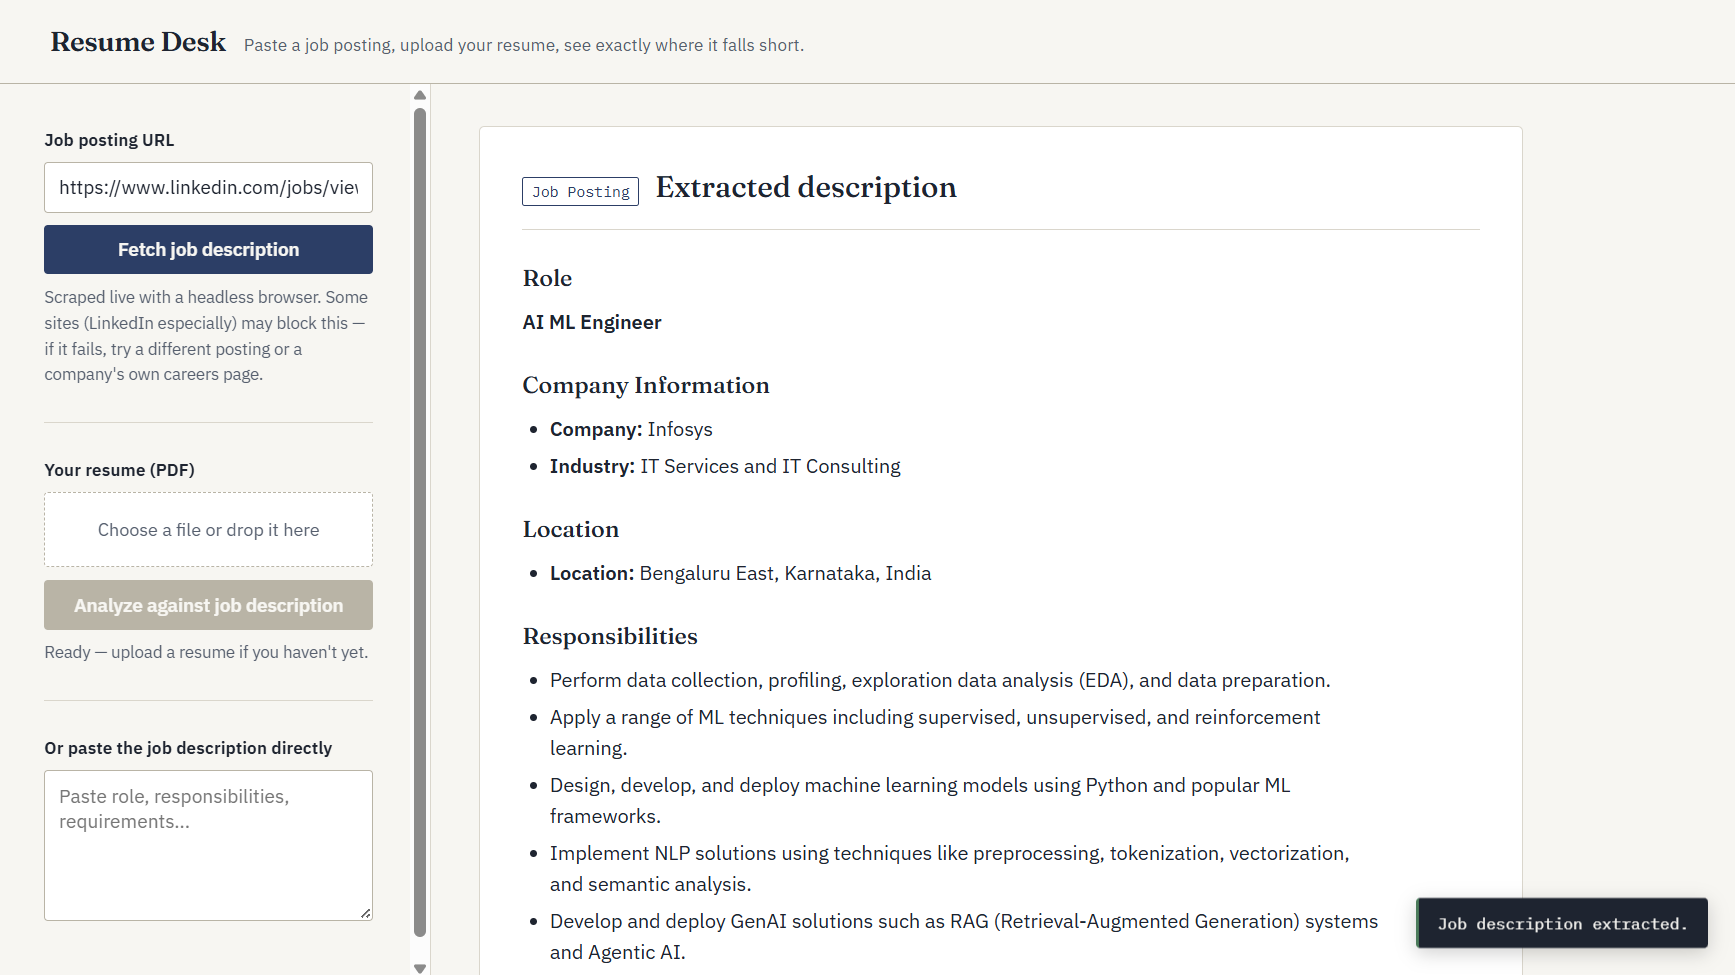 Resume Desk
Paste a job posting, upload your resume, see exactly where it falls short.
Job posting URL
https://www.linkedin.com/jobs/view
Fetch job description
Scraped live with a headless browser. Some
sites (LinkedIn especially) may block this —
if it fails, try a different posting or a
company's own careers page.
Your resume (PDF)
Choose a file or drop it here
Analyze against job description
Ready — upload a resume if you haven't yet.
Or paste the job description directly
Paste role, responsibilities,
requirements...
Job Posting
Extracted description
Role
AI ML Engineer
Company Information
• Company: Infosys
• Industry: IT Services and IT Consulting
Location
• Location: Bengaluru East, Karnataka, India
Responsibilities
• Perform data collection, profiling, exploration data analysis (EDA), and data preparation.
• Apply a range of ML techniques including supervised, unsupervised, and reinforcement
learning.
• Design, develop, and deploy machine learning models using Python and popular ML
frameworks.
• Implement NLP solutions using techniques like preprocessing, tokenization, vectorization,
and semantic analysis.
• Develop and deploy GenAI solutions such as RAG (Retrieval-Augmented Generation) systems
and Agentic AI.
Job description extracted.